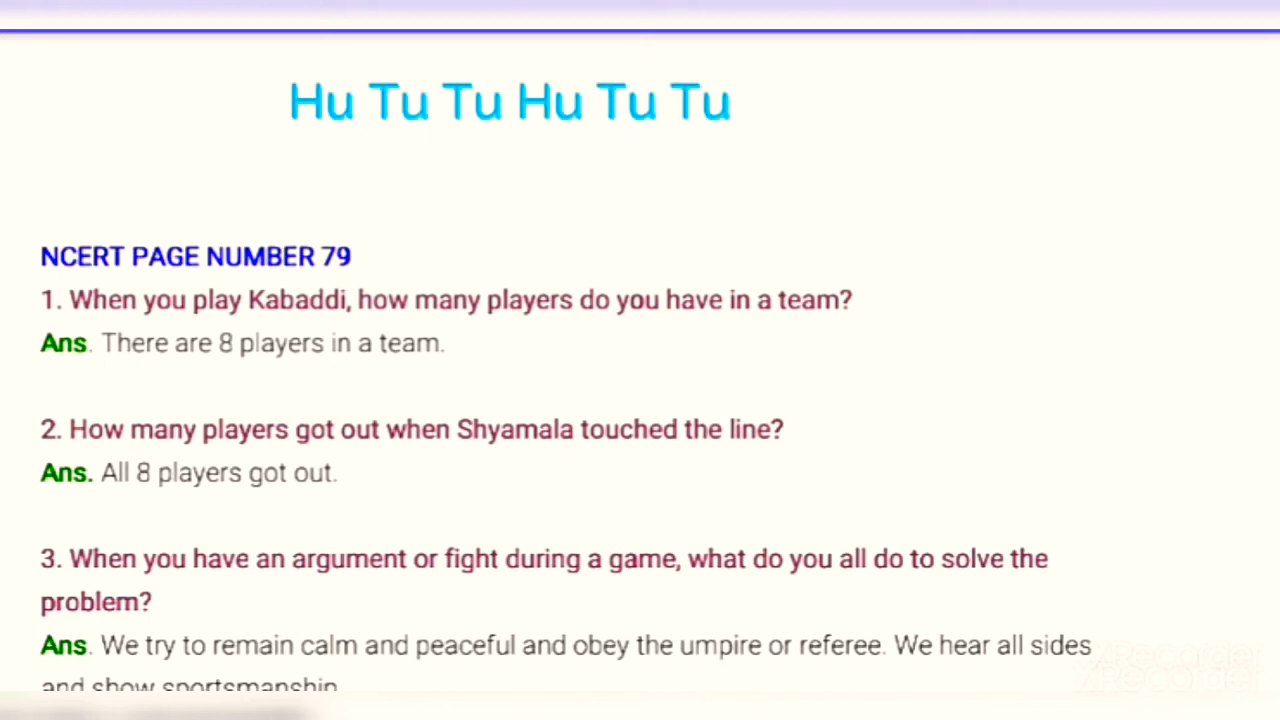 Hu Tu Tu Hu Tu Tu
NCERT PAGE NUMBER 79
1. When you play Kabaddi, how many players do you have in a team?
Ans. There are 8 players in a team.
2. How many players got out when Shyamala touched the line?
Ans. All 8 players got out.
3. When you have an argument or fight during a game, what do you all do to solve the
problem?
Ans. We try to remain calm and peaceful and obey the umpire or referee. We hear all sides
and show sportsmanship
XRecorder